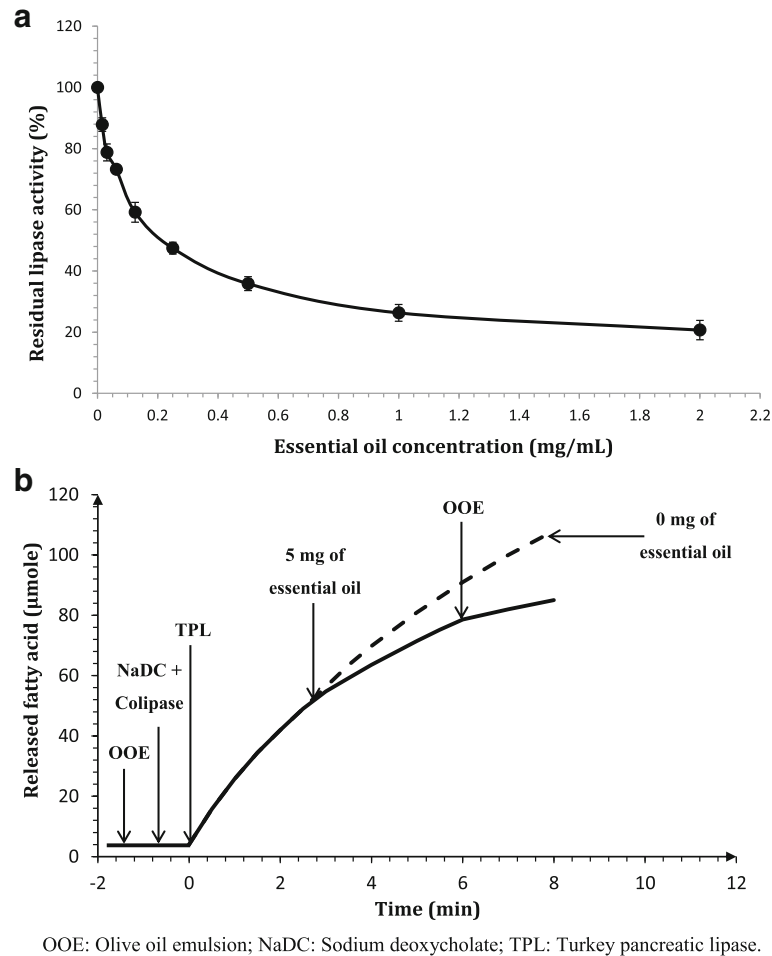 a
120
100
80
60
40
20
0
Residual lipase activity (%)
0 0.2 0.4 0.6 0.8 1 1.2 1.4 1.6 1.8 2 2.2
Essential oil concentration (mg/mL)
b
120
100
80
60
40
20
0
Released fatty acid (µmole)
OOE
NaDC +
Colipase
TPL
5 mg of
essential oil
OOE
0 mg of
essential oil
-2 0 2 4 6 8 10 12
Time (min)
OOE: Olive oil emulsion; NaDC: Sodium deoxycholate; TPL: Turkey pancreatic lipase.